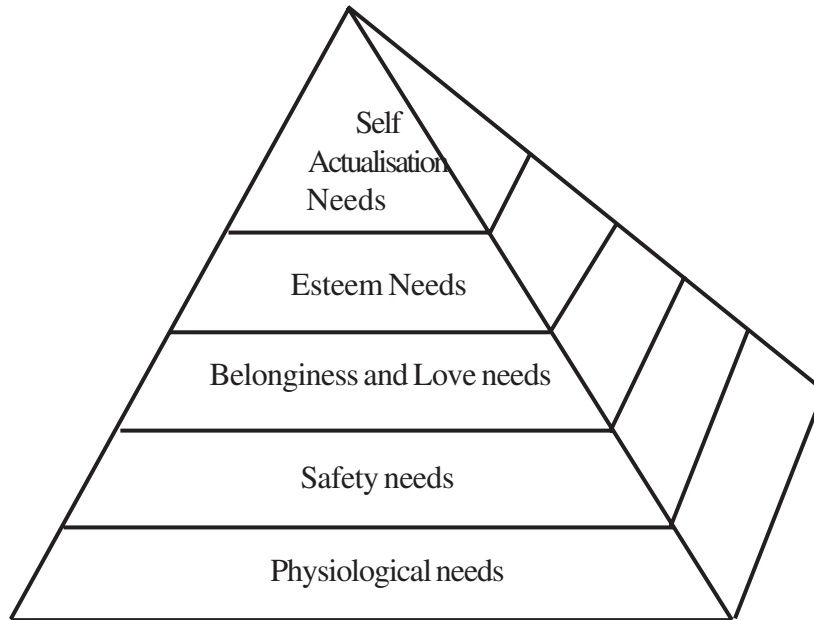 Self
Actualisation
Needs
Esteem Needs
Belonginess and Love needs
Safety needs
Physiological needs